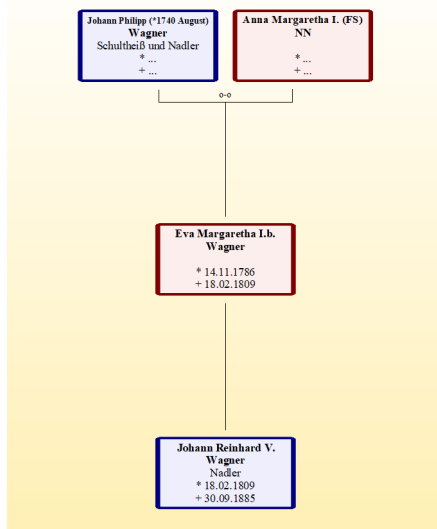 Johann Philipp (*1740 August)
Wagner
Schultheiß und Nadler
* ...
+ ...
Anna Margaretha I. (FS)
NN
* ...
+ ...
o-o
Eva Margaretha I.b.
Wagner
* 14.11.1786
+ 18.02.1809
Johann Reinhard V.
Wagner
Nadler
* 18.02.1809
+ 30.09.1885